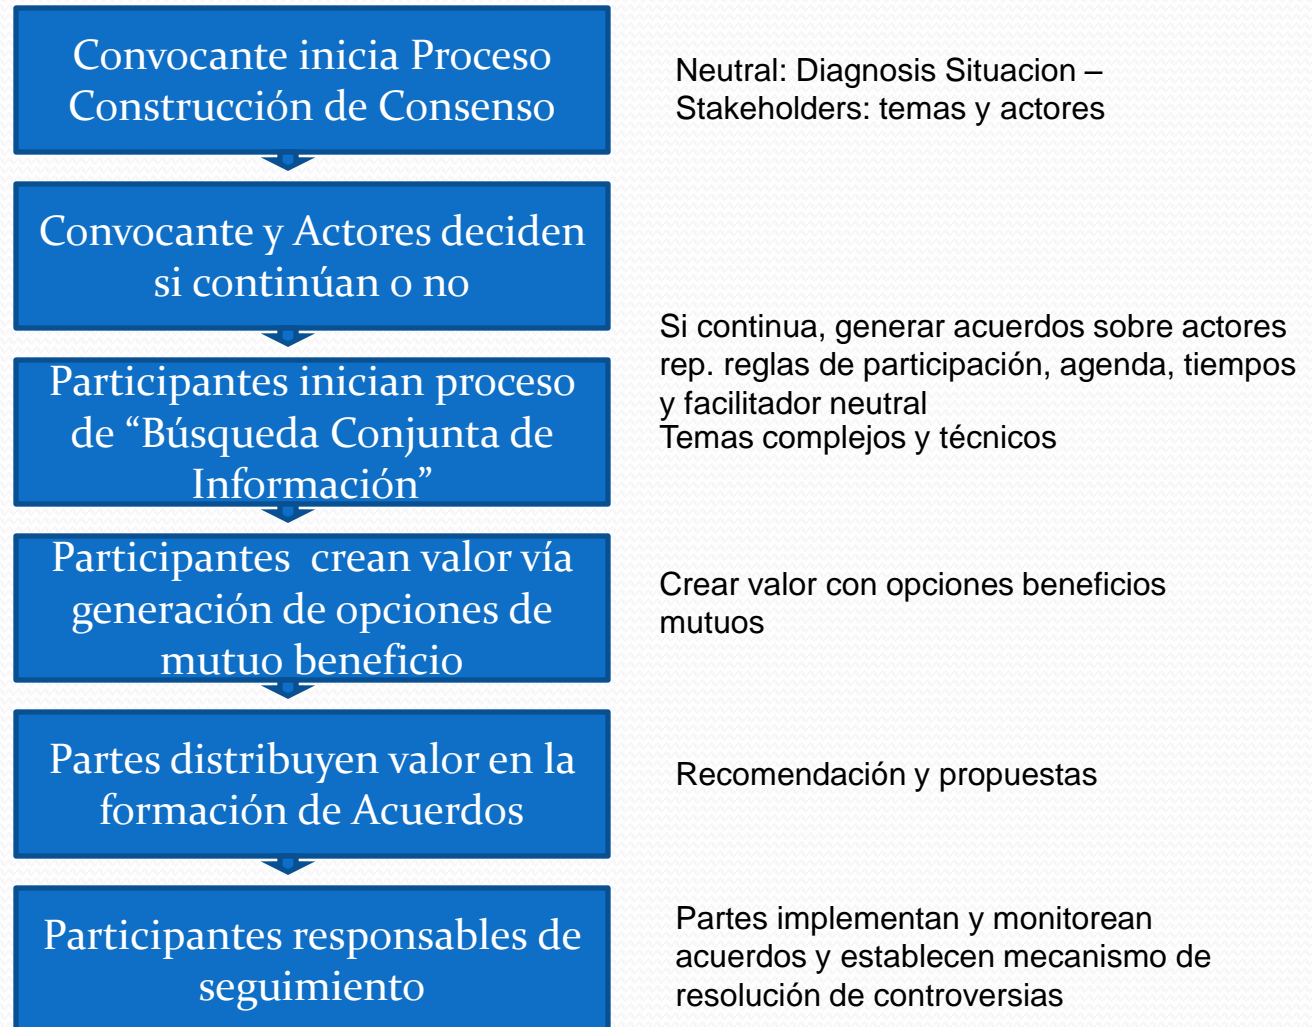 Convocante inicia Proceso
Construcción de Consenso
Neutral: Diagnosis Situacion –
Stakeholders: temas y actores
Convocante y Actores deciden
si continúan o no
Si continua, generar acuerdos sobre actores
rep. reglas de participación, agenda, tiempos
y facilitador neutral
Temas complejos y técnicos
Participantes inician proceso
de “Búsqueda Conjunta de
Información”
Participantes crean valor vía
generación de opciones de
mutuo beneficio
Crear valor con opciones beneficios
mutuos
Partes distribuyen valor en la
formación de Acuerdos
Recomendación y propuestas
Participantes responsables de
seguimiento
Partes implementan y monitorean
acuerdos y establecen mecanismo de
resolución de controversias